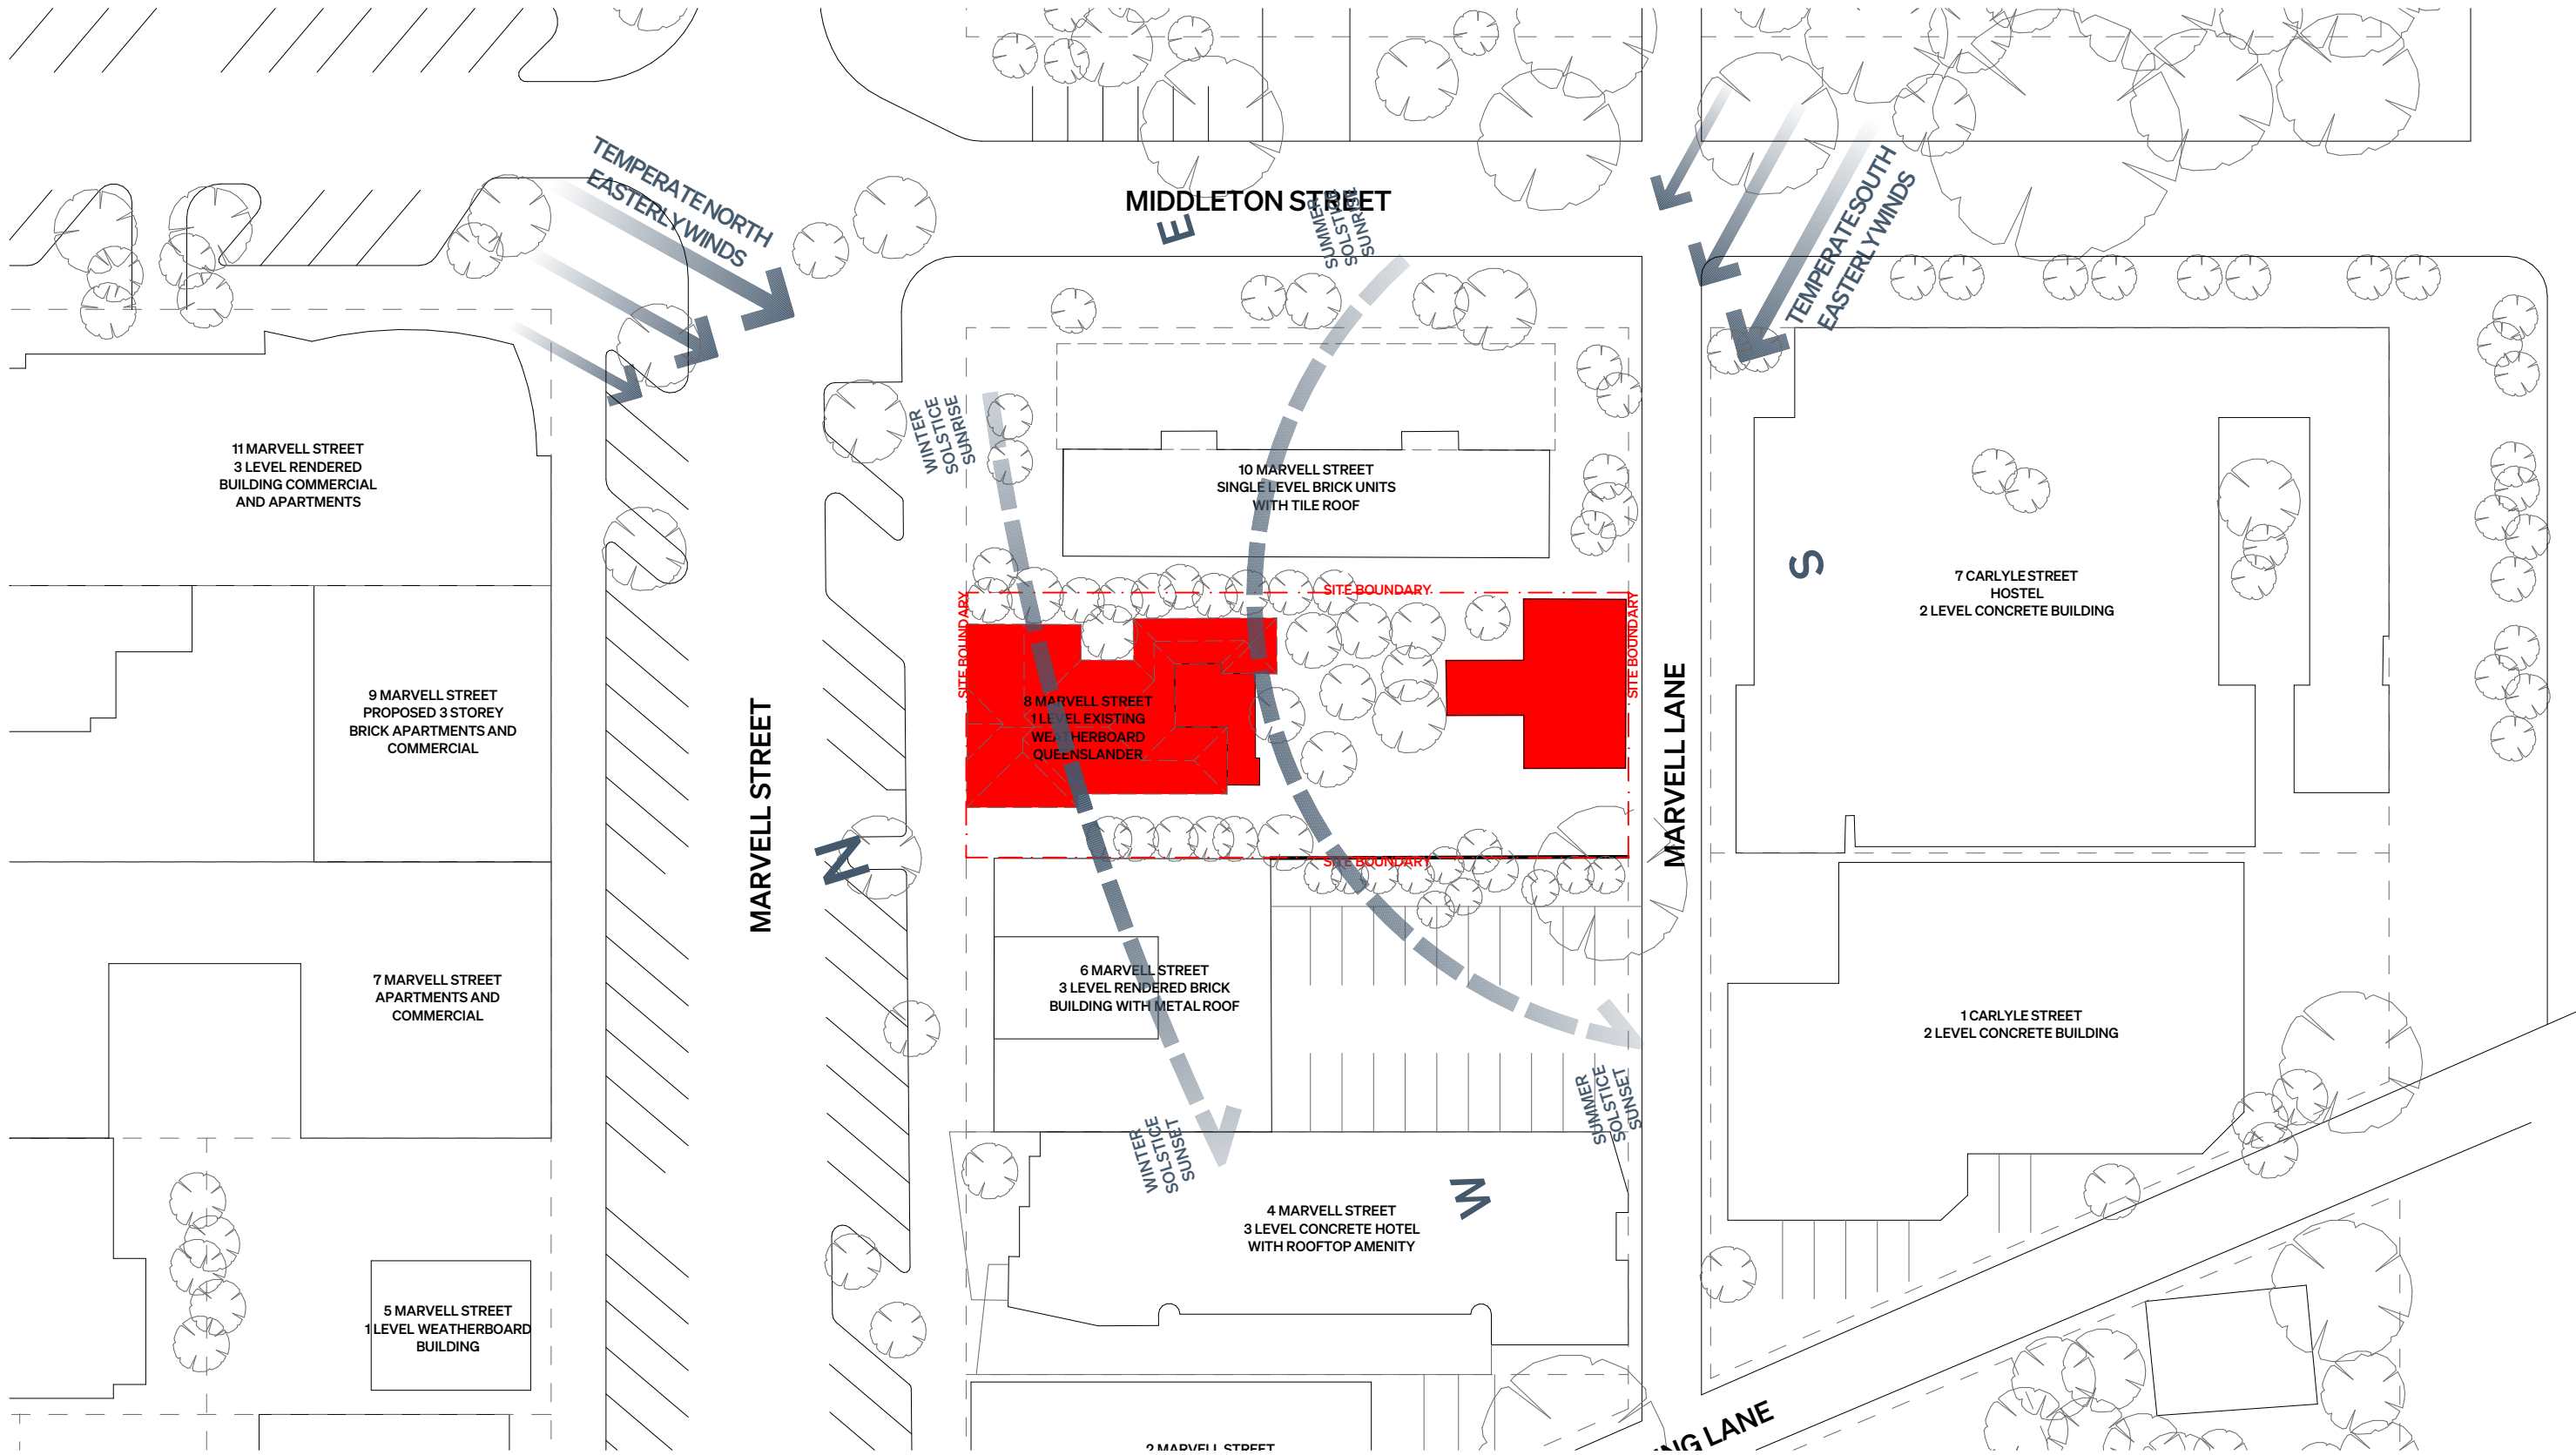 TEMPERATE NORTH
EASTERLY WINDS
MIDDLETON STREET
E
SUMMER
SOLSTICE
SUNRISE
TEMPERATE SOUTH
EASTERLY WINDS
WINTER
SOLSTICE
SUNRISE
11 MARVELL STREET
3 LEVEL RENDERED
BUILDING COMMERCIAL
AND APARTMENTS
10 MARVELL STREET
SINGLE LEVEL BRICK UNITS
WITH TILE ROOF
S
7 CARLYLE STREET
HOSTEL
2 LEVEL CONCRETE BUILDING
SITE BOUNDARY
SITE BOUNDARY
SITE BOUNDARY
9 MARVELL STREET
PROPOSED 3 STOREY
BRICK APARTMENTS AND
COMMERCIAL
MARVELL STREET
8 MARVELL STREET
1 LEVEL EXISTING
WEATHERBOARD
QUEENSLANDER
MARVELL LANE
N
SITE BOUNDARY
7 MARVELL STREET
APARTMENTS AND
COMMERCIAL
6 MARVELL STREET
3 LEVEL RENDERED BRICK
BUILDING WITH METAL ROOF
1 CARLYLE STREET
2 LEVEL CONCRETE BUILDING
SUMMER
SOLSTICE
SUNSET
WINTER
SOLSTICE
SUNSET
W
4 MARVELL STREET
3 LEVEL CONCRETE HOTEL
WITH ROOFTOP AMENITY
5 MARVELL STREET
1 LEVEL WEATHERBOARD
BUILDING
2 MARVELL STREET
NG LANE